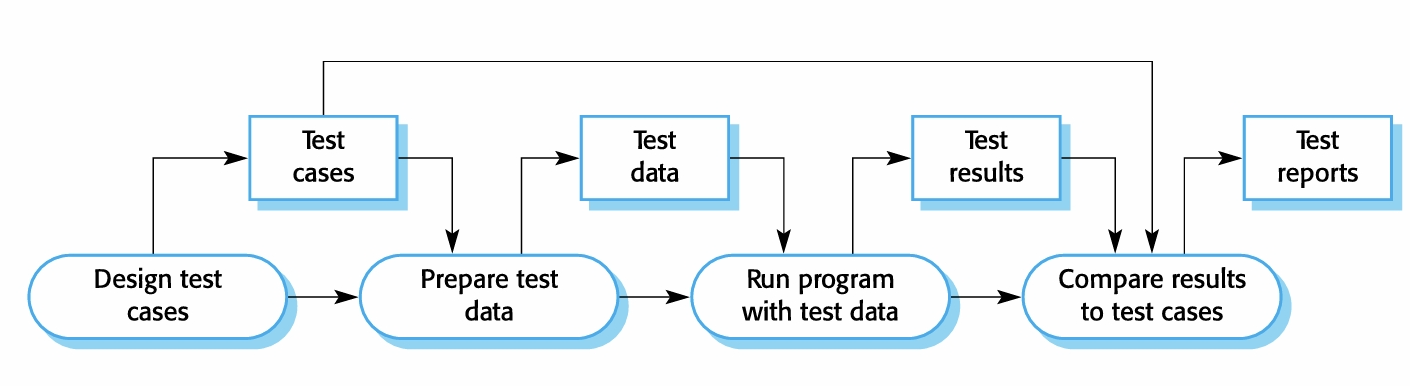 Test
cases
Test
data
Test
results
Test
reports
Design test
cases
Prepare test
data
Run program
with test data
Compare results
to test cases